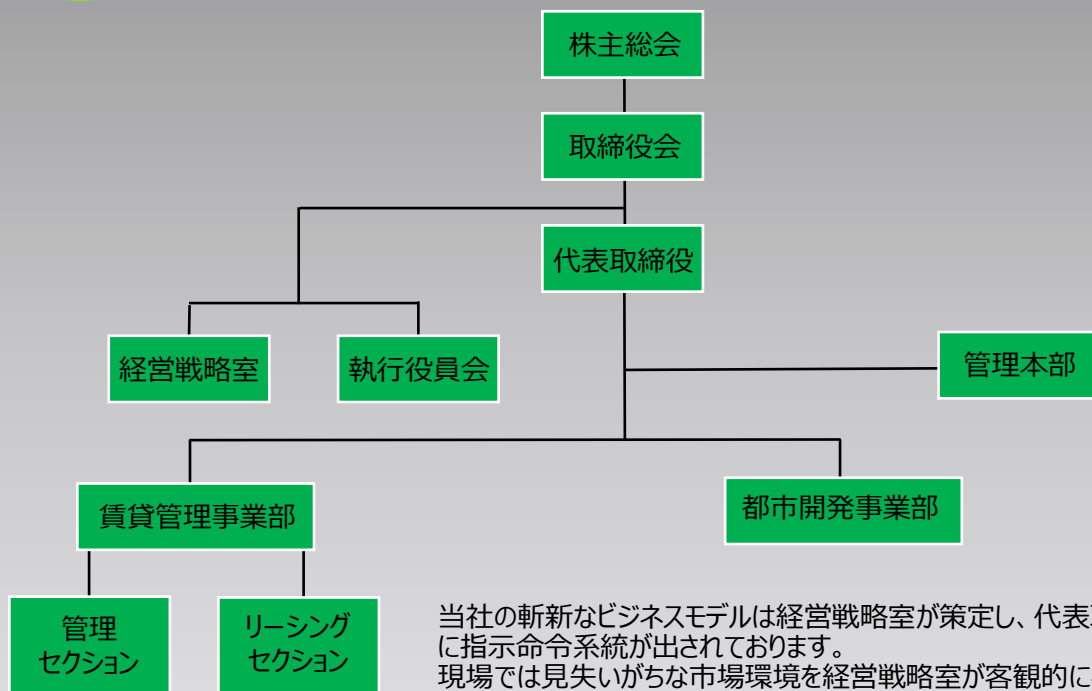 株主総会
取締役会
代表取締役
経営戦略室
執行役員会
管理本部
賃貸管理事業部
都市開発事業部
管理
セクション
リーシング
セクション
当社の斬新なビジネスモデルは経営戦略室が策定し、代表
に指示命令系統が出されております。
現場では見失いがちな市場環境を経営戦略室が客観的に